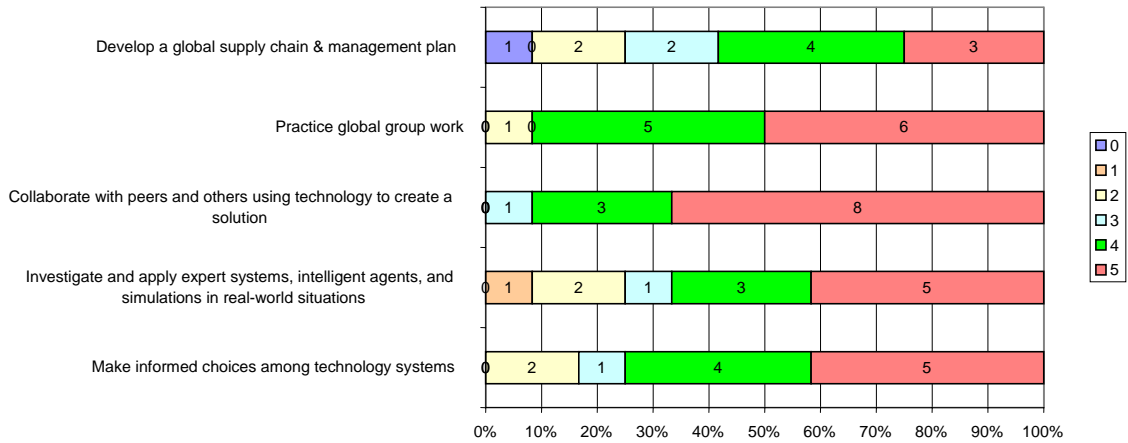 Develop a global supply chain & management plan
1 0 2 2 4 3
Practice global group work
0 1 0 5 6
Collaborate with peers and others using technology to create a
solution
0 1 3 8
Investigate and apply expert systems, intelligent agents, and
simulations in real-world situations
0 1 2 1 3 5
Make informed choices among technology systems
0 2 1 4 5
0% 10% 20% 30% 40% 50% 60% 70% 80% 90% 100%
0
1
2
3
4
5